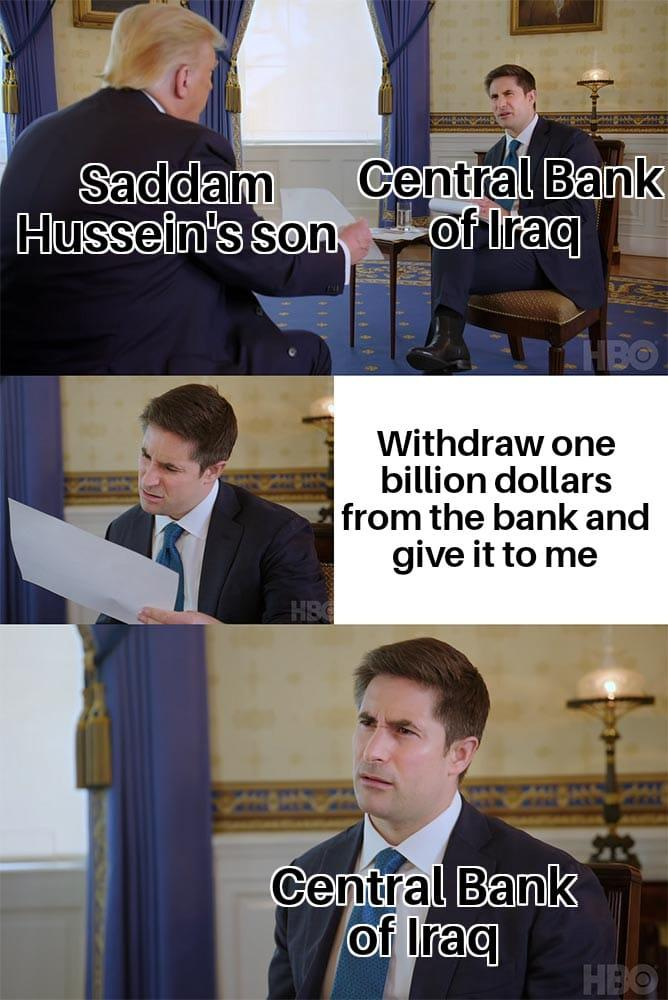 Saddam
Hussein's son
Central Bank
of Iraq
HBO
Withdraw one
billion dollars
from the bank and
give it to me
HBO
Central Bank
of Iraq
HBO